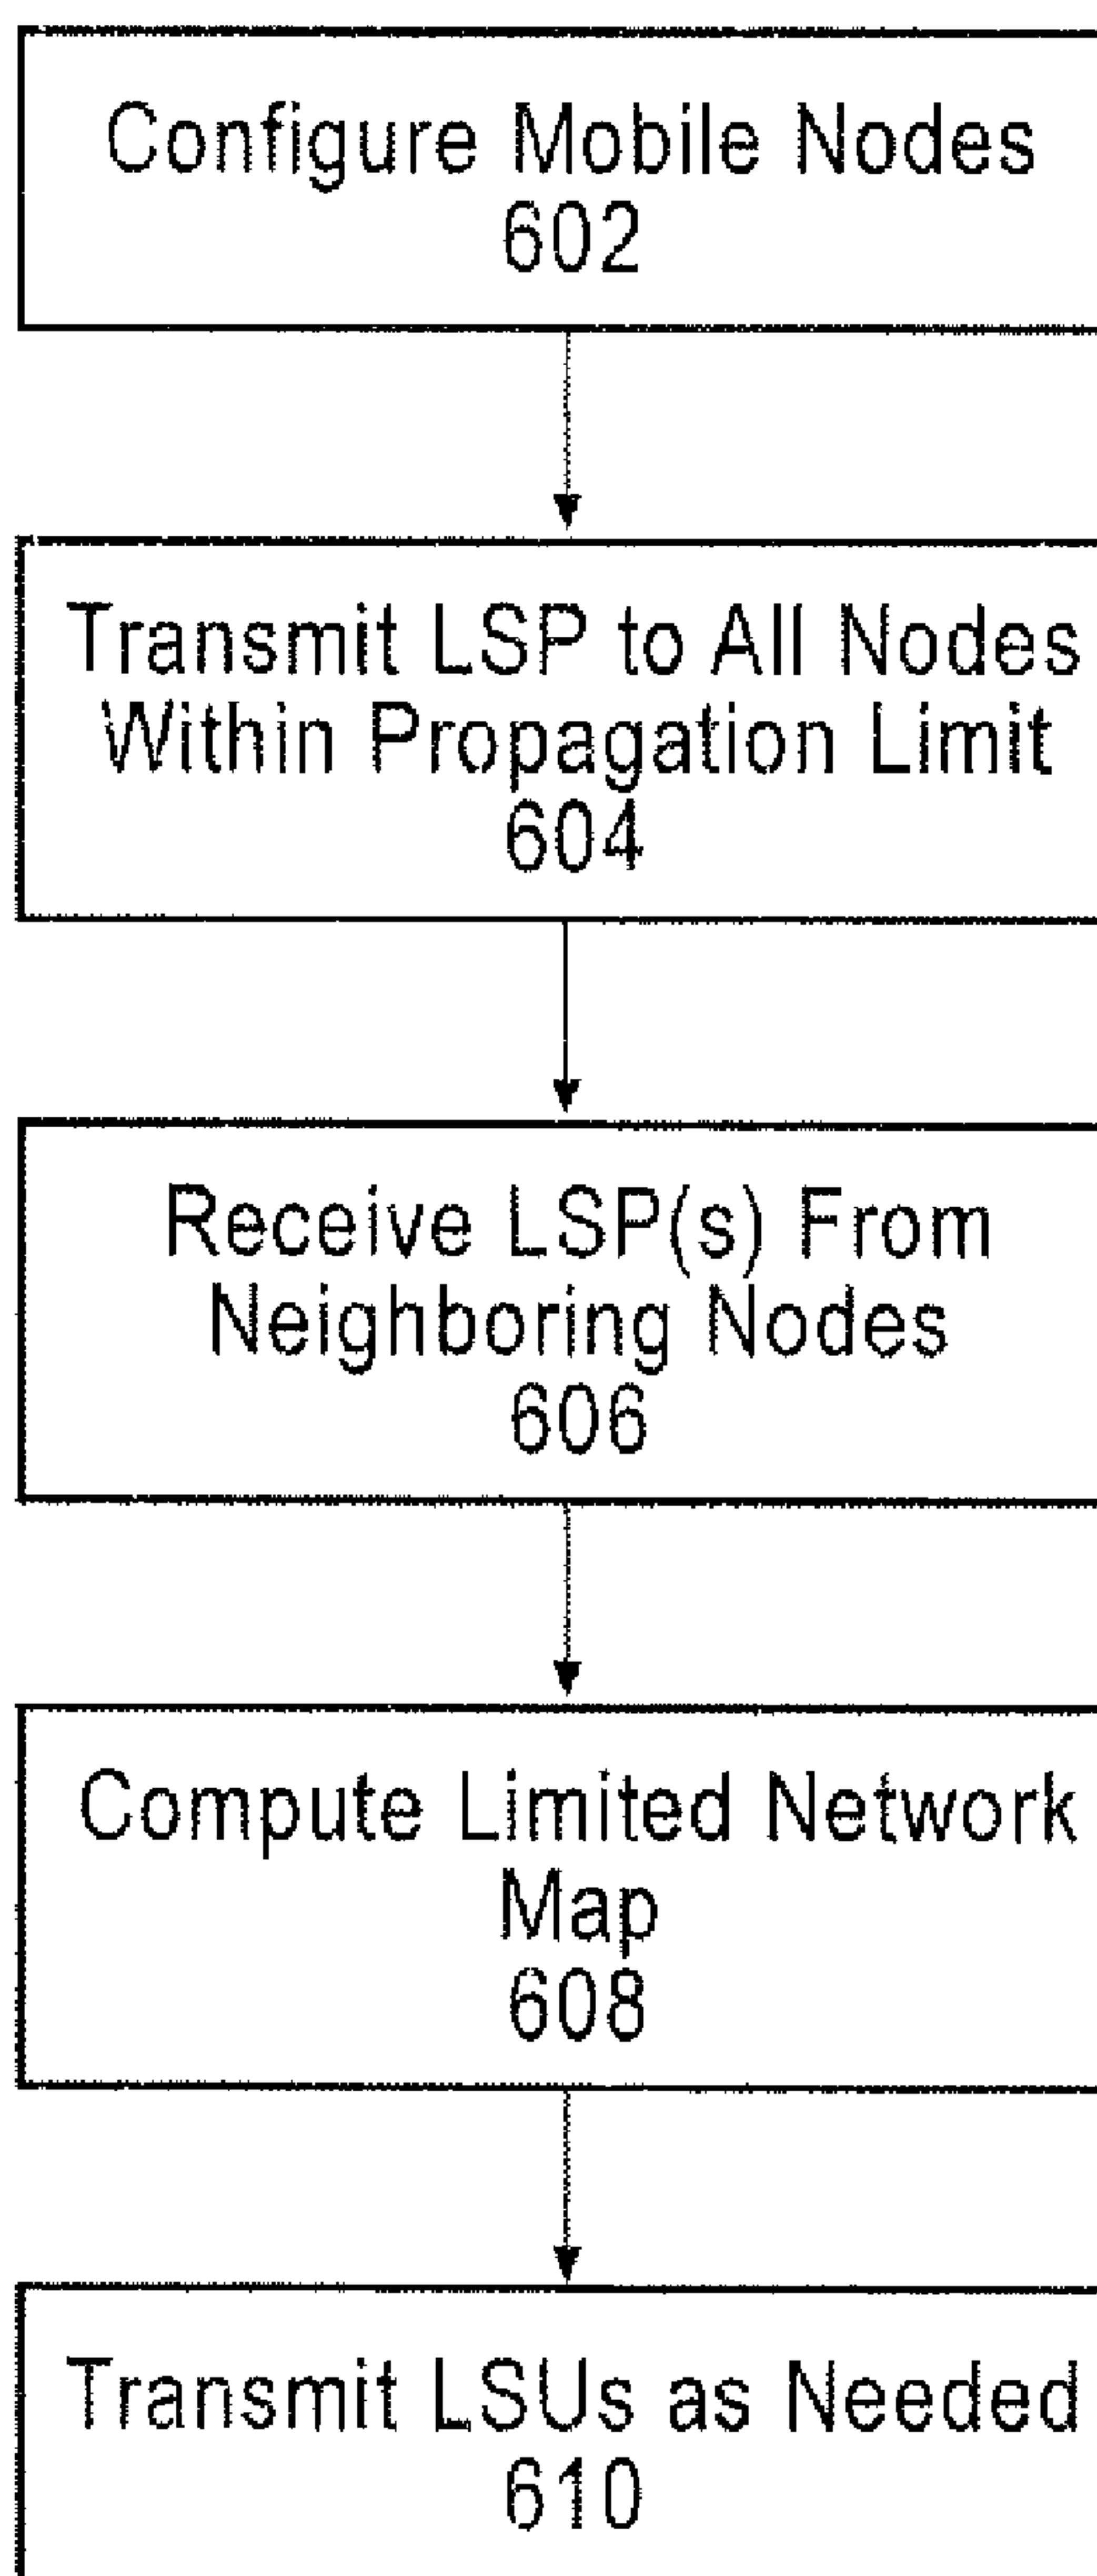 Configure Mobile Nodes
602
Transmit LSP to All Nodes
Within Propagation Limit
604
Receive LSP(s) From
Neighboring Nodes
606
Compute Limited Network
Map
608
Transmit LSUs as Needed
610